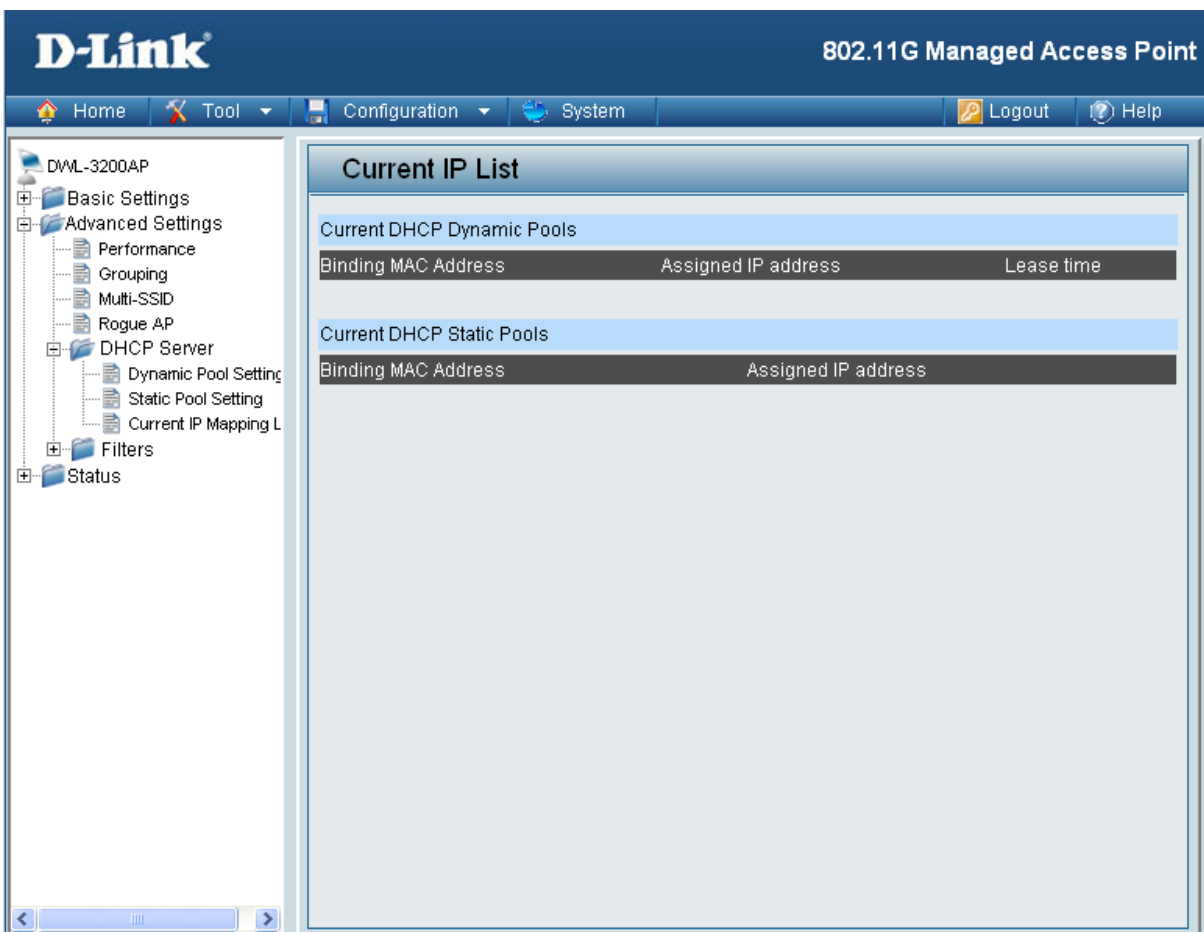 D-Link
802.11G Managed Access Point
Home Tool Configuration System Logout Help
DWL-3200AP
Basic Settings
Advanced Settings
Performance
Grouping
Multi-SSID
Rogue AP
DHCP Server
Dynamic Pool Setting
Static Pool Setting
Current IP Mapping L
Filters
Status
Current IP List
Current DHCP Dynamic Pools
Binding MAC Address Assigned IP address Lease time
Current DHCP Static Pools
Binding MAC Address Assigned IP address